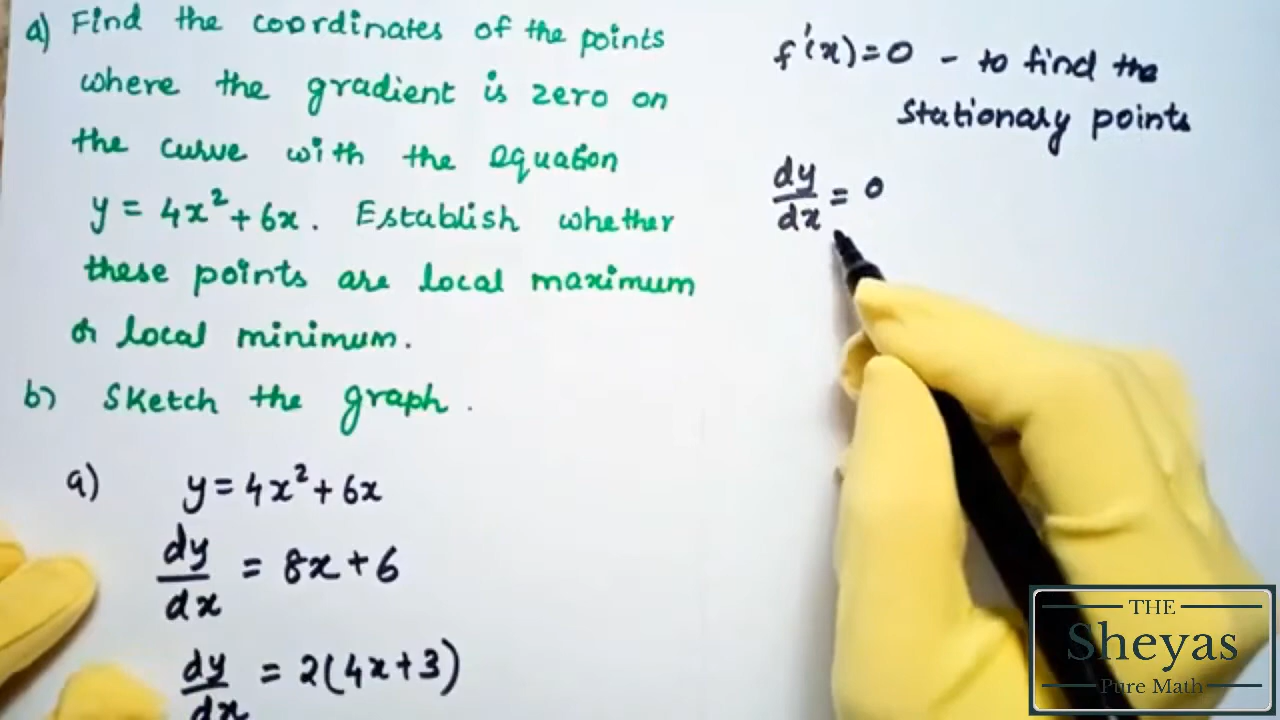 a) Find the coordinates of the points
where the gradient is zero on
the curve with the equation
y = 4x² + 6x. Establish whether
these points are local maximum
or local minimum.
b) Sketch the graph.
a) y = 4x² + 6x
dy/dx = 8x + 6
dy/dx = 2(4x+3)
f'(x) = 0 - to find the
stationary points
dy/dx = 0
THE
Sheyas
Pure Math